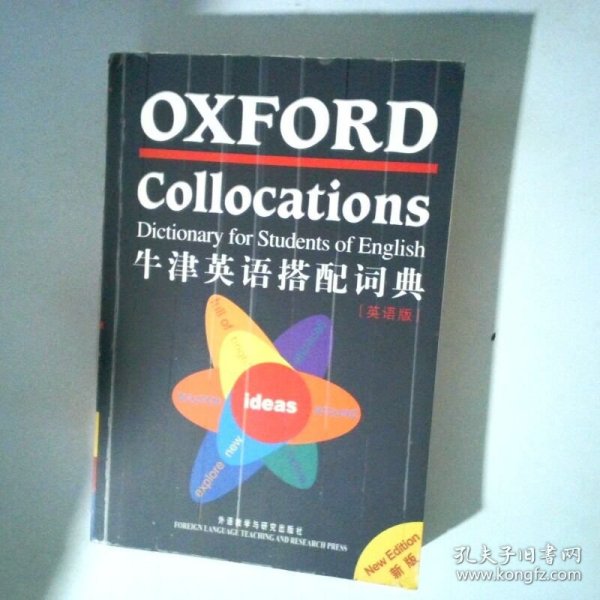 OXFORD
Collocations
Dictionary for Students of English
牛津英语搭配词典
[英语版]
full of
ideas
explore
new
外语教学与研究出版社
FOREIGN LANGUAGE TEACHING AND RESEARCH PRESS
New Edition
新版
孔夫子旧书网
www.kongfz.com